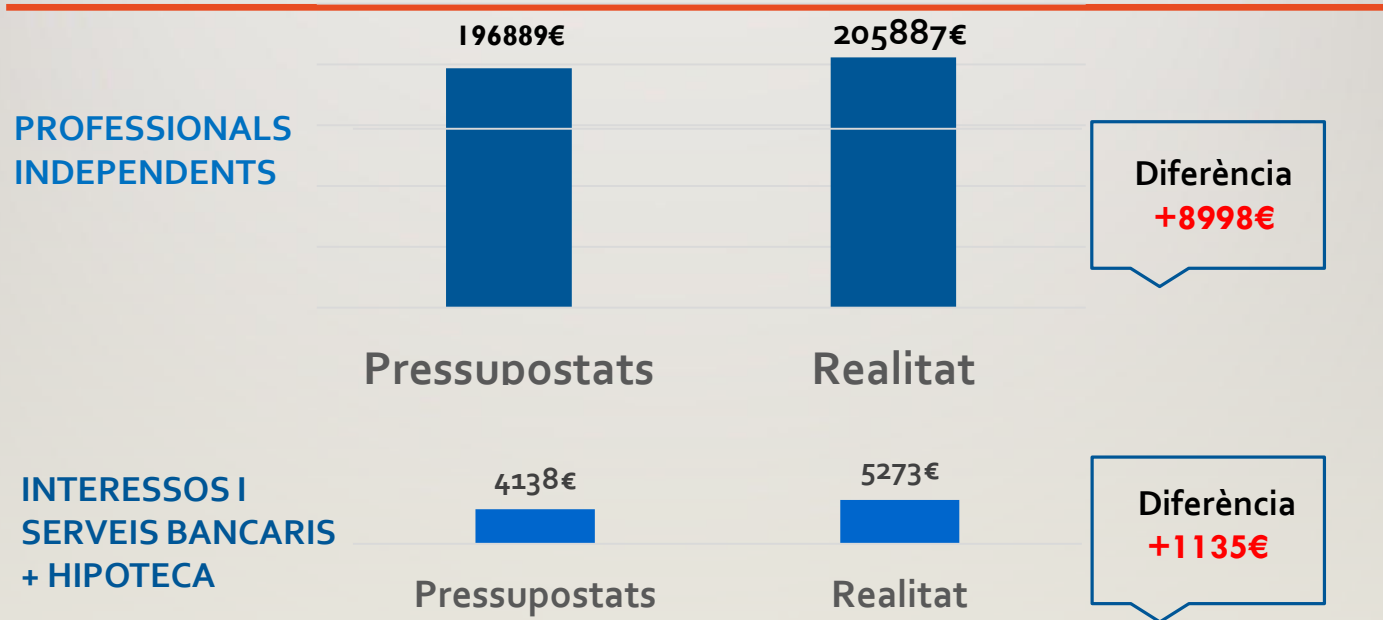 196889€
205887€
PROFESSIONALS
INDEPENDENTS
Diferència
+8998€
Pressupostats
Realitat
INTERESSOS I
SERVEIS BANCARIS
+ HIPOTECA
4138€
5273€
Diferència
+1135€
Pressupostats
Realitat